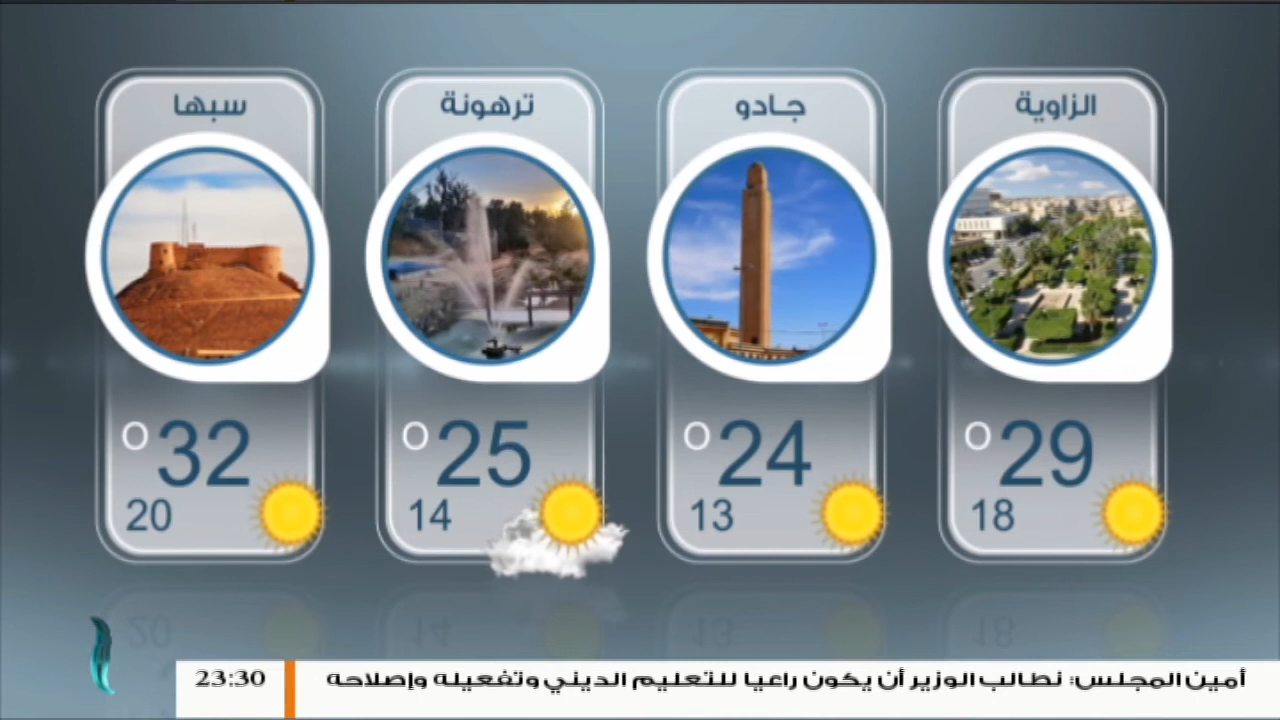 الزاوية
29
18
جادو
24
13
ترهونة
25
14
سبها
32
20
أمين المجلس: نطالب الوزير أن يكون راعيا للتعليم الديني وتفعيله وإصلاحه
23:30